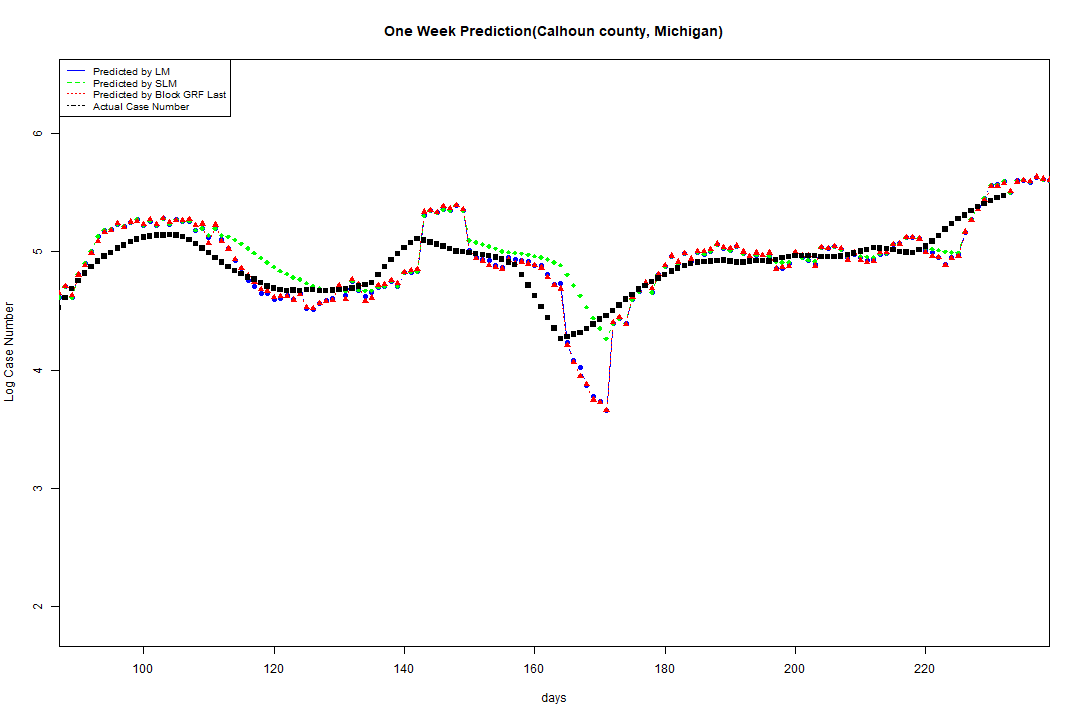 One Week Prediction(Calhoun county, Michigan)
Predicted by LM
Predicted by SLM
Predicted by Block GRF Last
Actual Case Number
6
5
4
3
2
Log Case Number
100 120 140 160 180 200 220
days